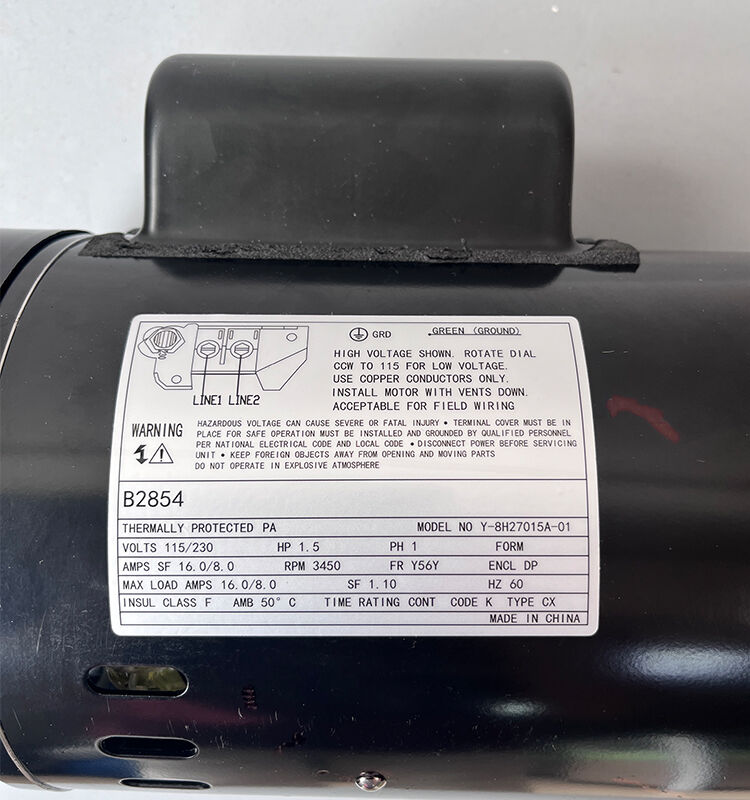 GRD GREEN (GROUND)
HIGH VOLTAGE SHOWN. ROTATE DIAL
CCW TO 115 FOR LOW VOLTAGE.
USE COPPER CONDUCTORS ONLY.
INSTALL MOTOR WITH VENTS DOWN.
ACCEPTABLE FOR FIELD WIRING
LINE1 LINE2
WARNING
HAZARDOUS VOLTAGE CAN CAUSE SEVERE OR FATAL INJURY • TERMINAL COVER MUST BE IN
PLACE FOR SAFE OPERATION MUST BE INSTALLED AND GROUNDED BY QUALIFIED PERSONNEL
PER NATIONAL ELECTRICAL CODE AND LOCAL CODE • DISCONNECT POWER BEFORE SERVICING
UNIT • KEEP FOREIGN OBJECTS AWAY FROM OPENING AND MOVING PARTS
DO NOT OPERATE IN EXPLOSIVE ATMOSPHERE
B2854
THERMALLY PROTECTED PA MODEL NO Y-8H27015A-01
VOLTS 115/230 HP 1.5 PH 1 FORM
AMPS SF 16.0/8.0 RPM 3450 FR Y56Y ENCL DP
MAX LOAD AMPS 16.0/8.0 SF 1.10 HZ 60
INSUL CLASS F AMB 50° C TIME RATING CONT CODE K TYPE CX
MADE IN CHINA